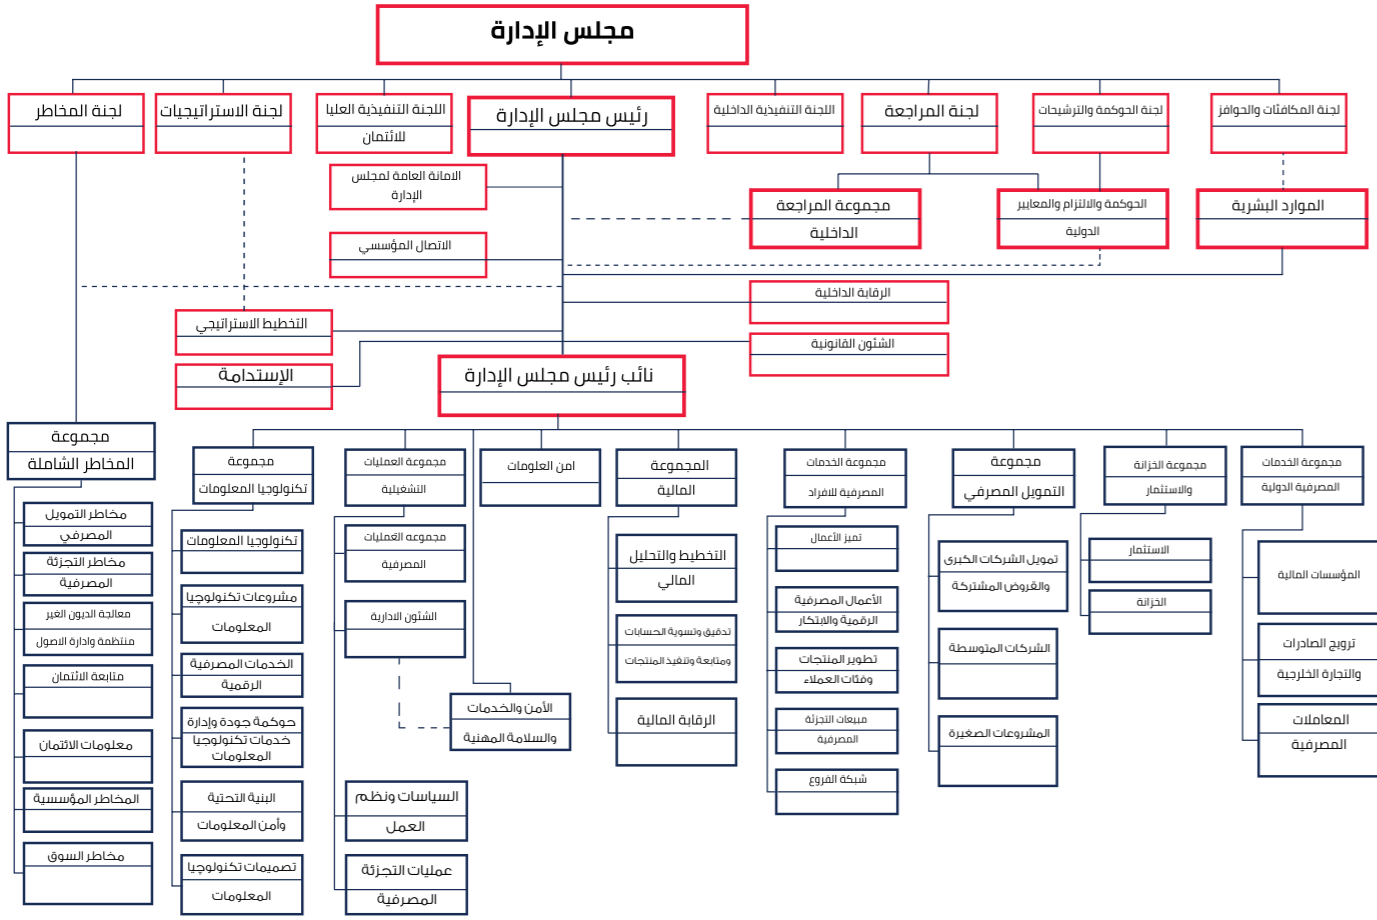 مجلس الإدارة
لجنة المكافئات والحوافز
لجنة الحوكمة والترشيحات
لجنة المراجعة
اللجنة التنفيذية الداخلية
رئيس مجلس الإدارة
اللجنة التنفيذية العليا
للائتمان
لجنة الاستراتيجيات
لجنة المخاطر
الامانة العامة لمجلس
الإدارة
الموارد البشرية
الحوكمة والالتزام والمعايير
الدولية
مجموعة المراجعة
الداخلية
الاتصال المؤسسي
الرقابة الداخلية
التخطيط الاستراتيجي
الشئون القانونية
الإستدامة
نائب رئيس مجلس الإدارة
مجموعة الخدمات
المصرفية الدولية
مجموعة الخزانة
والاستثمار
مجموعة
التمويل المصرفي
مجموعة الخدمات
المصرفية للافراد
المجموعة
المالية
امن العلومات
مجموعة العمليات
التشغيلية
مجموعة
تكنولوجيا المعلومات
مجموعة
المخاطر الشاملة
المؤسسات المالية
ترويج الصادرات
والتجارة الخلرجية
المعاملات
المصرفية
الاستثمار
الخزانة
تمويل الشركات الكبرى
والقروض المشتركة
الشركات المتوسطة
المشروعات الصغيرة
تميز الأعمال
الأعمال المصرفية
الرقمية والابتكار
تطوير المنتجات
وفئات العملاء
مبيعات التجزئة
المصرفية
شبكة الفروع
التخطيط والتحليل
المالي
تدقيق وتسوية الحسابات
ومتابعة وتنفيذ المنتجات
الرقابة المالية
الأمن والخدمات
والسلامة المهنية
مجموعه العمليات
المصرفية
الشئون الادارية
السياسات ونظم
العمل
عمليات التجزئة
المصرفية
تكنولوجيا المعلومات
مشروعات تكنولوجيا
المعلومات
الخدمات المصرفية
الرقمية
حوكمة جودة وإدارة
خدمات تكنولوجيا
المعلومات
البنية التحتية
وأمن المعلومات
تصميمات تكنولوجيا
المعلومات
مخاطر التمويل
المصرفي
مخاطر التجزئة
المصرفية
معالجة الديون الغير
منتظمة وادارة الاصول
متابعة الائتمان
معلومات الائتمان
المخاطر المؤسسية
مخاطر السوق